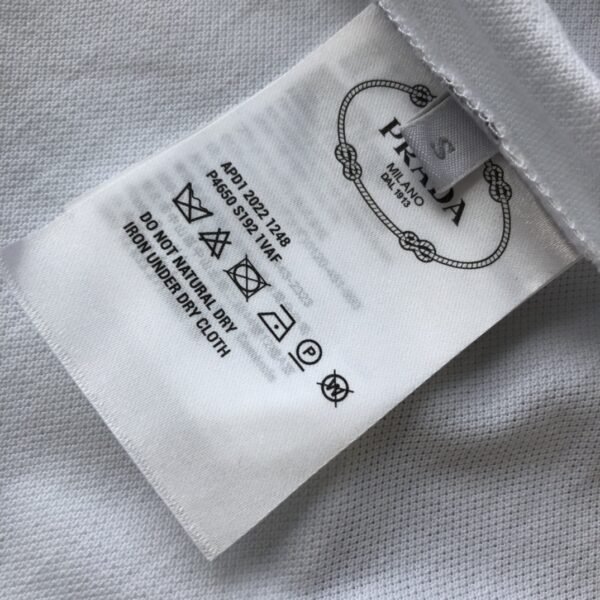 S
PRADA
MILANO
DAL 1913
APD1 2022 1248
P4650 S192 1VAF
P
W
DO NOT NATURAL DRY
IRON UNDER DRY CLOTH